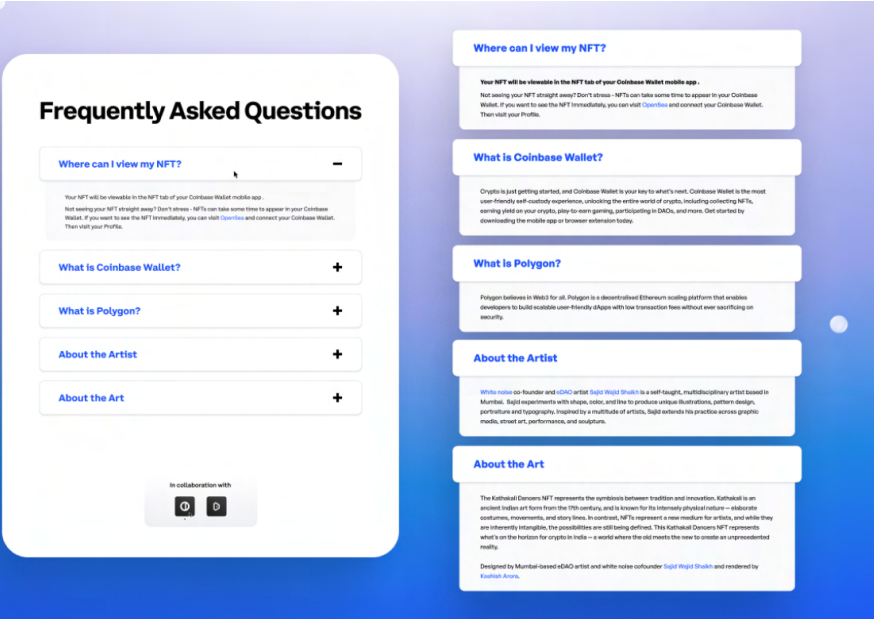 Frequently Asked Questions
Where can I view my NFT?
Your NFT will be viewable in the NFT tab of your Coinbase Wallet mobile app .
Not seeing your NFT straight away? Don't stress - NFTs can take some time to appear in your Coinbase
Wallet. If you want to see the NFT immediately, you can visit OpenSea and connect your Coinbase Wallet.
Then visit your Profile.
What is Coinbase Wallet?
What is Polygon?
About the Artist
About the Art
In collaboration with
Where can I view my NFT?
Your NFT will be viewable in the NFT tab of your Coinbase Wallet mobile app .
Not seeing your NFT straight away? Don't stress - NFTs can take some time to appear in your Coinbase
Wallet. If you want to see the NFT immediately, you can visit OpenSea and connect your Coinbase Wallet.
Then visit your Profile.
What is Coinbase Wallet?
Crypto is just getting started, and Coinbase Wallet is your key to what's next. Coinbase Wallet is the most
user-friendly self-custody experience, unlocking the entire world of crypto, including collecting NFTs,
earning yield on your crypto, play-to-earn gaming, participating in DAOs, and more. Get started by
downloading the mobile app or browser extension today.
What is Polygon?
Polygon believes in Web3 for all. Polygon is a decentralised Ethereum scaling platform that enables
developers to build scalable user-friendly dApps with low transaction fees without ever sacrificing on
security.
About the Artist
White noise co-founder and eDAO artist Sajid Wajid Shaikh is a self-taught, multidisciplinary artist based in
Mumbai. Sajid experiments with shape, color, and line to produce unique illustrations, pattern design,
portraiture and typography. Inspired by a multitude of artists, Sajid extends his practice across graphic
media, street art, performance, and sculpture.
About the Art
The Kathakali Dancers NFT represents the symbiosis between tradition and innovation. Kathakali is an
ancient Indian art form from the 17th century, and is known for its intensely physical nature – elaborate
costumes, movements, and story lines. In contrast, NFTs represent a new medium for artists, and while they
are inherently intangible, the possibilities are still being defined. This Kathakali Dancers NFT represents
what's on the horizon for crypto in India – a world where the old meets the new to create an unprecedented
reality.
Designed by Mumbai-based eDAO artist and white noise cofounder Sajid Wajid Shaikh and rendered by
Kashish Arora.